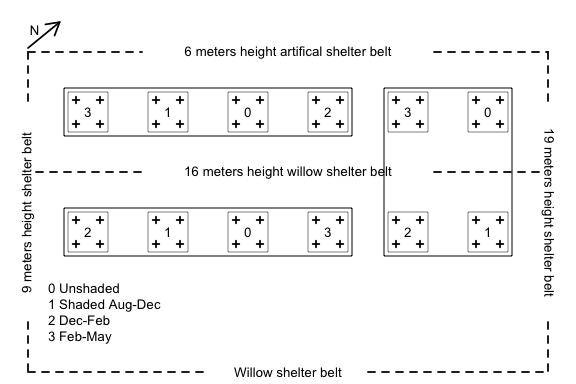 N
6 meters height artifical shelter belt
3 1 0 2 3 0
16 meters height willow shelter belt
9 meters height shelter belt
19 meters height shelter belt
2 1 0 3 2 1
0 Unshaded
1 Shaded Aug-Dec
2 Dec-Feb
3 Feb-May
Willow shelter belt